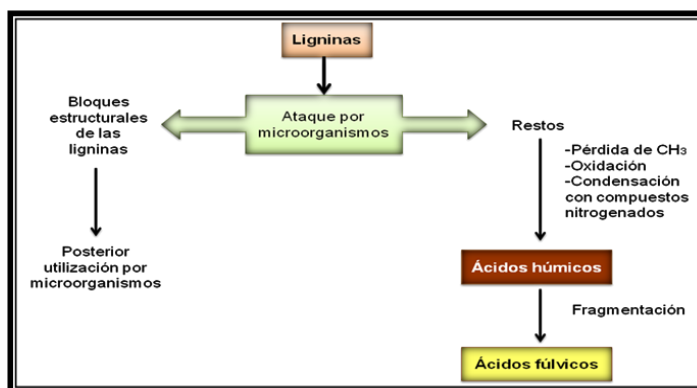 Ligninas
Bloques
estructurales
de las
ligninas
Ataque por
microorganismos
Restos
-Pérdida de CH₃
-Oxidación
-Condensación
con compuestos
nitrogenados
Posterior
utilización por
microorganismos
Ácidos húmicos
Fragmentación
Ácidos fúlvicos